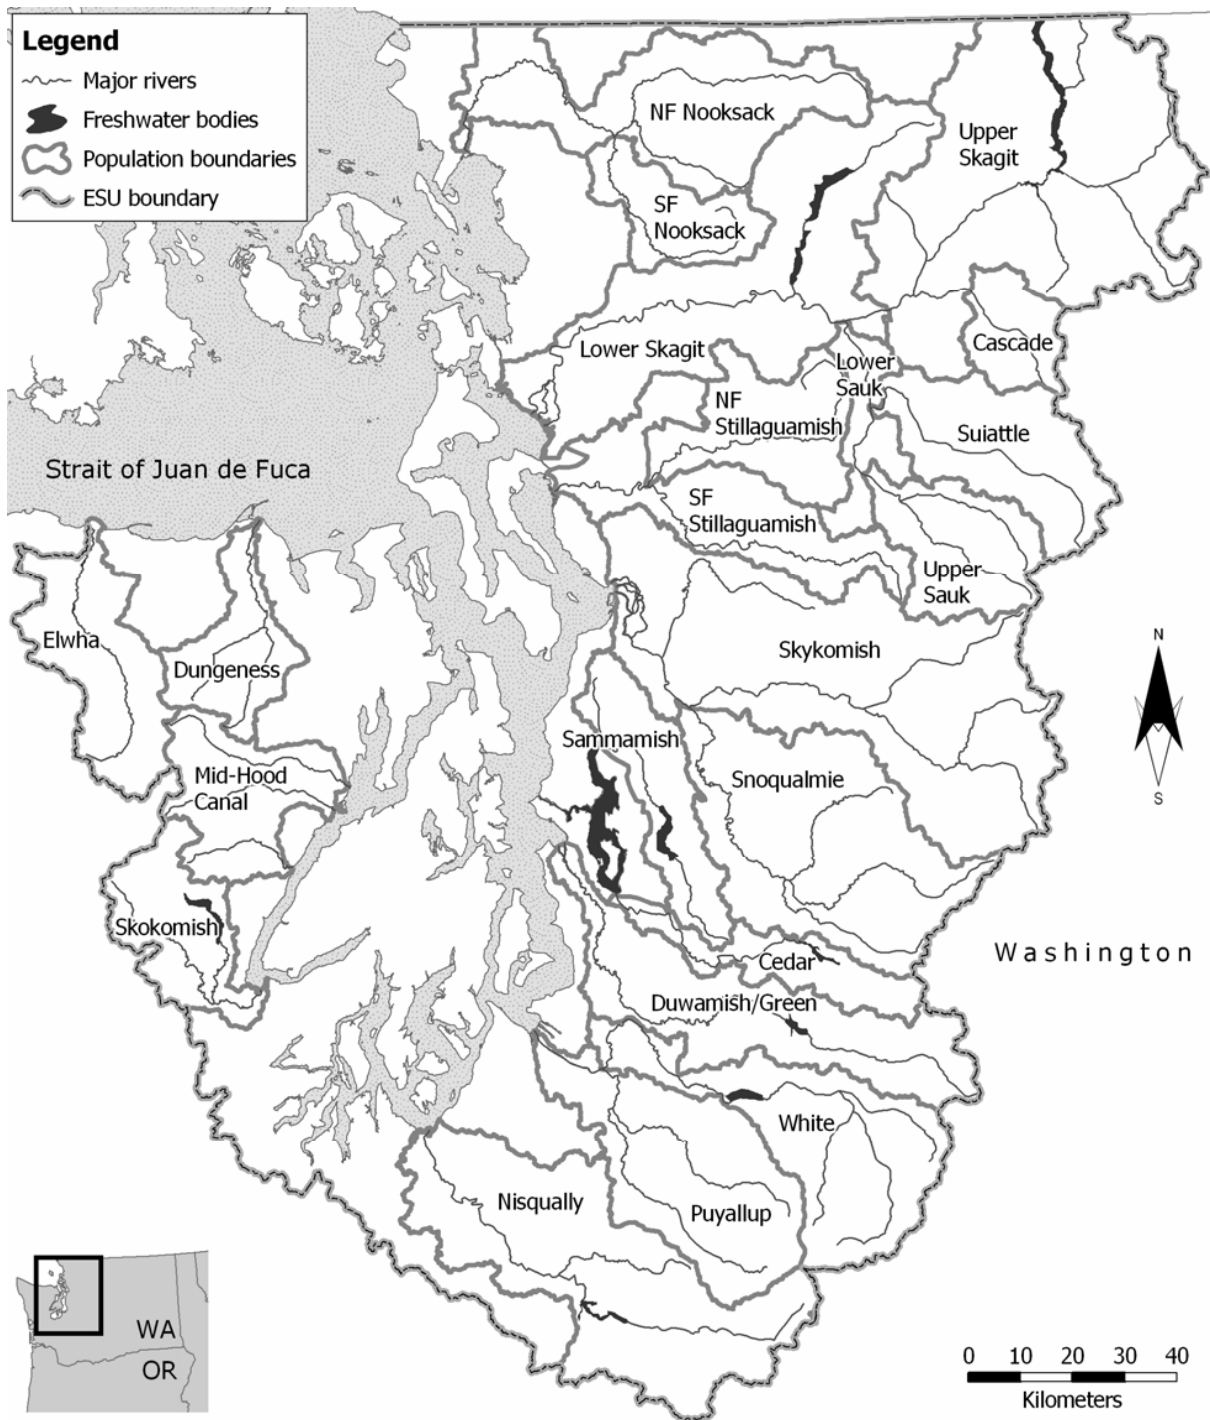 Legend
Major rivers
Freshwater bodies
Population boundaries
ESU boundary
NF Nooksack
Upper
Skagit
SF
Nooksack
Lower Skagit
Lower
Sauk
Cascade
NF
Stillaguamish
Suiattle
Strait of Juan de Fuca
SF
Stillaguamish
Upper
Sauk
Elwha
Dungeness
Skykomish
N
S
Sammamish
Mid-Hood
Canal
Snoqualmie
Skokomish
Cedar
Washington
Duwamish/Green
White
Nisqually
Puyallup
WA
OR
0 10 20 30 40
Kilometers